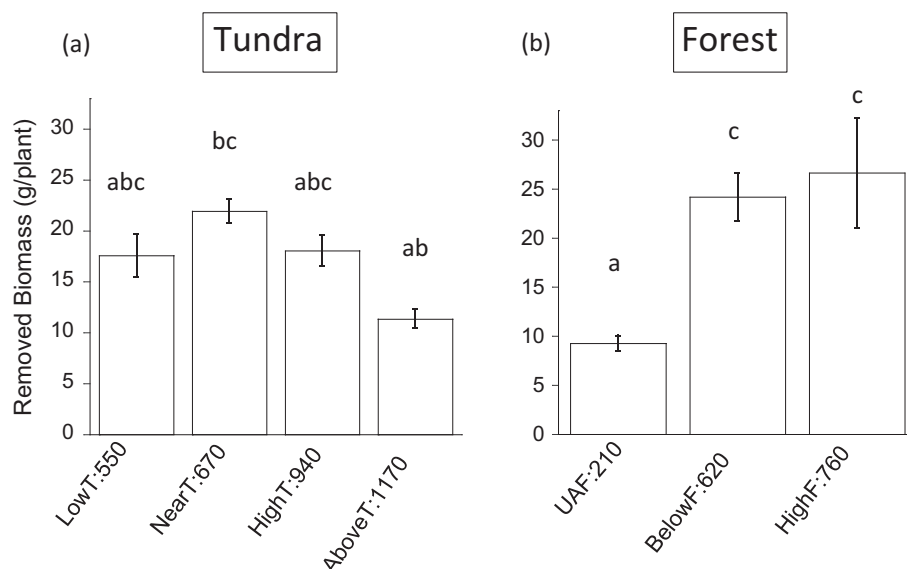 (a)
Tundra
Removed Biomass (g/plant)
30
25
20
15
10
5
0
abc
bc
abc
ab
LowT:550
NearT:670
HighT:940
AboveT:1170
(b)
Forest
30
25
20
15
10
5
0
a
c
c
UAF:210
BelowF:620
HighF:760